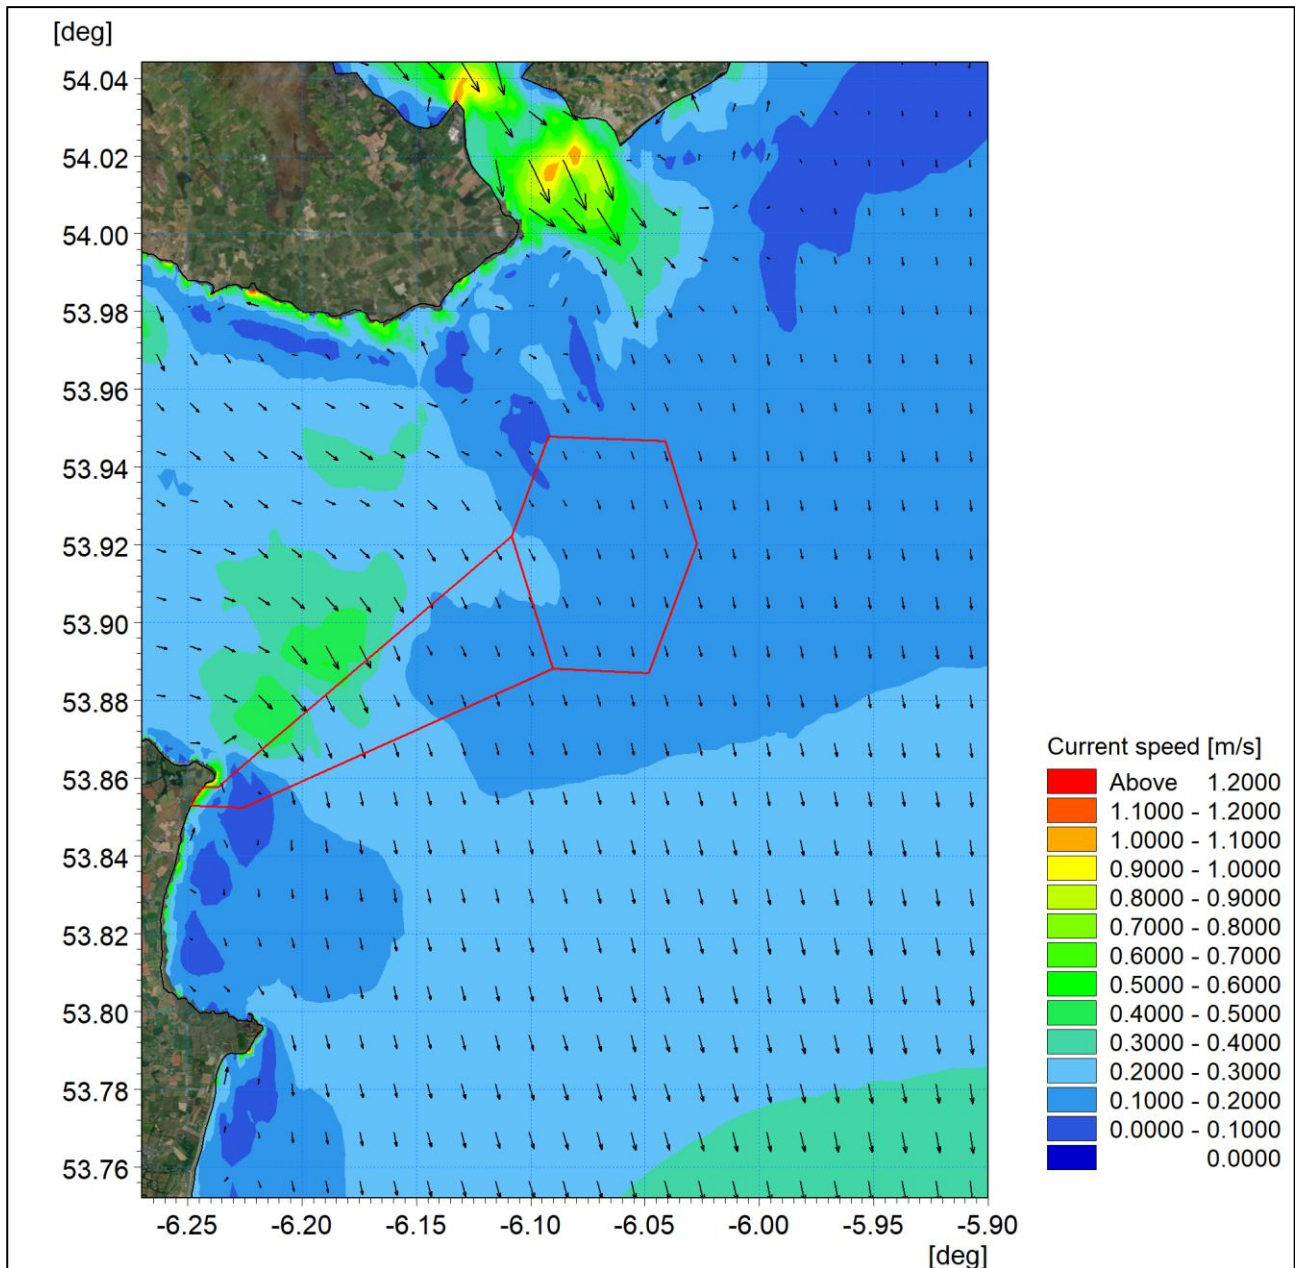 [deg]
54.04
54.02
54.00
53.98
53.96
53.94
53.92
53.90
53.88
53.86
53.84
53.82
53.80
53.78
53.76
-6.25 -6.20 -6.15 -6.10 -6.05 -6.00 -5.95 -5.90
[deg]
Current speed [m/s]
Above 1.2000
1.1000 - 1.2000
1.0000 - 1.1000
0.9000 - 1.0000
0.8000 - 0.9000
0.7000 - 0.8000
0.6000 - 0.7000
0.5000 - 0.6000
0.4000 - 0.5000
0.3000 - 0.4000
0.2000 - 0.3000
0.1000 - 0.2000
0.0000 - 0.1000
0.0000